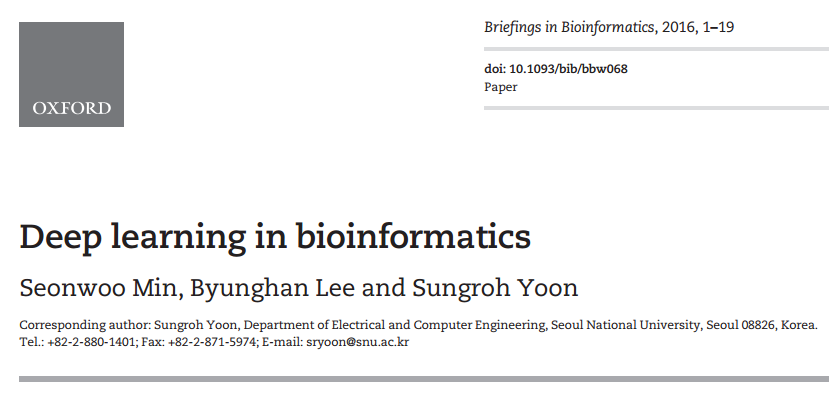 OXFORD
Briefings in Bioinformatics, 2016, 1–19
doi: 10.1093/bib/bbw068
Paper
Deep learning in bioinformatics
Seonwoo Min, Byunghan Lee and Sungroh Yoon
Corresponding author: Sungroh Yoon, Department of Electrical and Computer Engineering, Seoul National University, Seoul 08826, Korea.
Tel.: +82-2-880-1401; Fax: +82-2-871-5974; E-mail: sryoon@snu.ac.kr